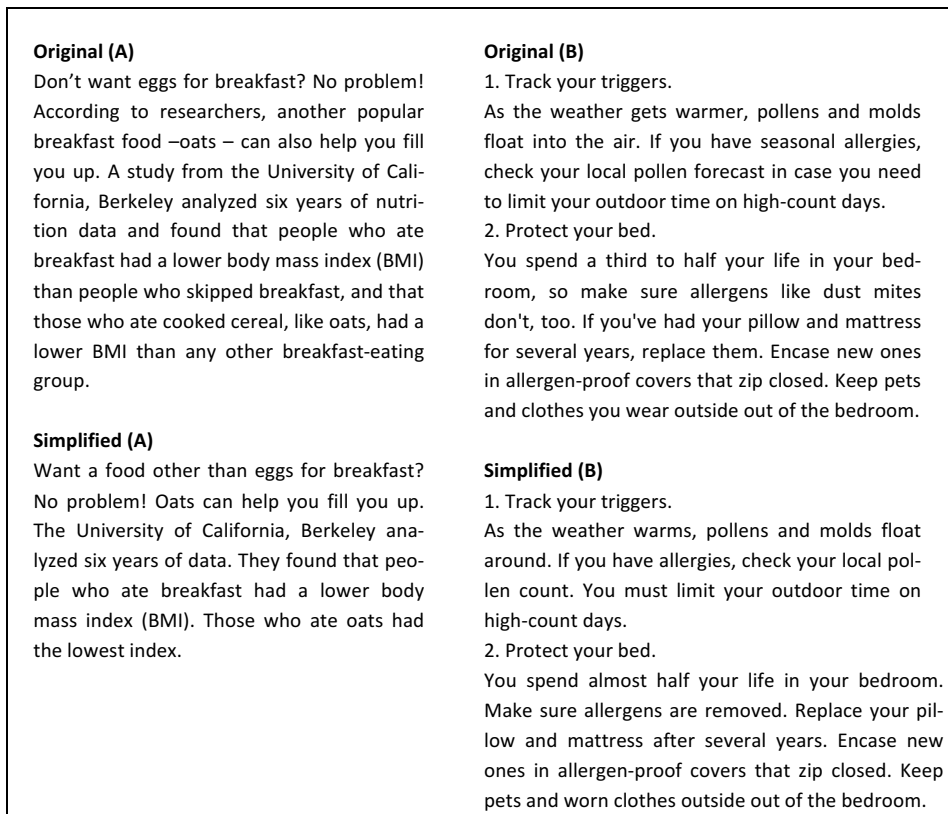 Original (A)
Don’t want eggs for breakfast? No problem!
According to researchers, another popular
breakfast food –oats – can also help you fill
you up. A study from the University of Cali-
fornia, Berkeley analyzed six years of nutri-
tion data and found that people who ate
breakfast had a lower body mass index (BMI)
than people who skipped breakfast, and that
those who ate cooked cereal, like oats, had a
lower BMI than any other breakfast-eating
group.
Simplified (A)
Want a food other than eggs for breakfast?
No problem! Oats can help you fill you up.
The University of California, Berkeley ana-
lyzed six years of data. They found that peo-
ple who ate breakfast had a lower body
mass index (BMI). Those who ate oats had
the lowest index.
Original (B)
1. Track your triggers.
As the weather gets warmer, pollens and molds
float into the air. If you have seasonal allergies,
check your local pollen forecast in case you need
to limit your outdoor time on high-count days.
2. Protect your bed.
You spend a third to half your life in your bed-
room, so make sure allergens like dust mites
don't, too. If you've had your pillow and mattress
for several years, replace them. Encase new ones
in allergen-proof covers that zip closed. Keep pets
and clothes you wear outside out of the bedroom.
Simplified (B)
1. Track your triggers.
As the weather warms, pollens and molds float
around. If you have allergies, check your local pol-
len count. You must limit your outdoor time on
high-count days.
2. Protect your bed.
You spend almost half your life in your bedroom.
Make sure allergens are removed. Replace your pil-
low and mattress after several years. Encase new
ones in allergen-proof covers that zip closed. Keep
pets and worn clothes outside out of the bedroom.